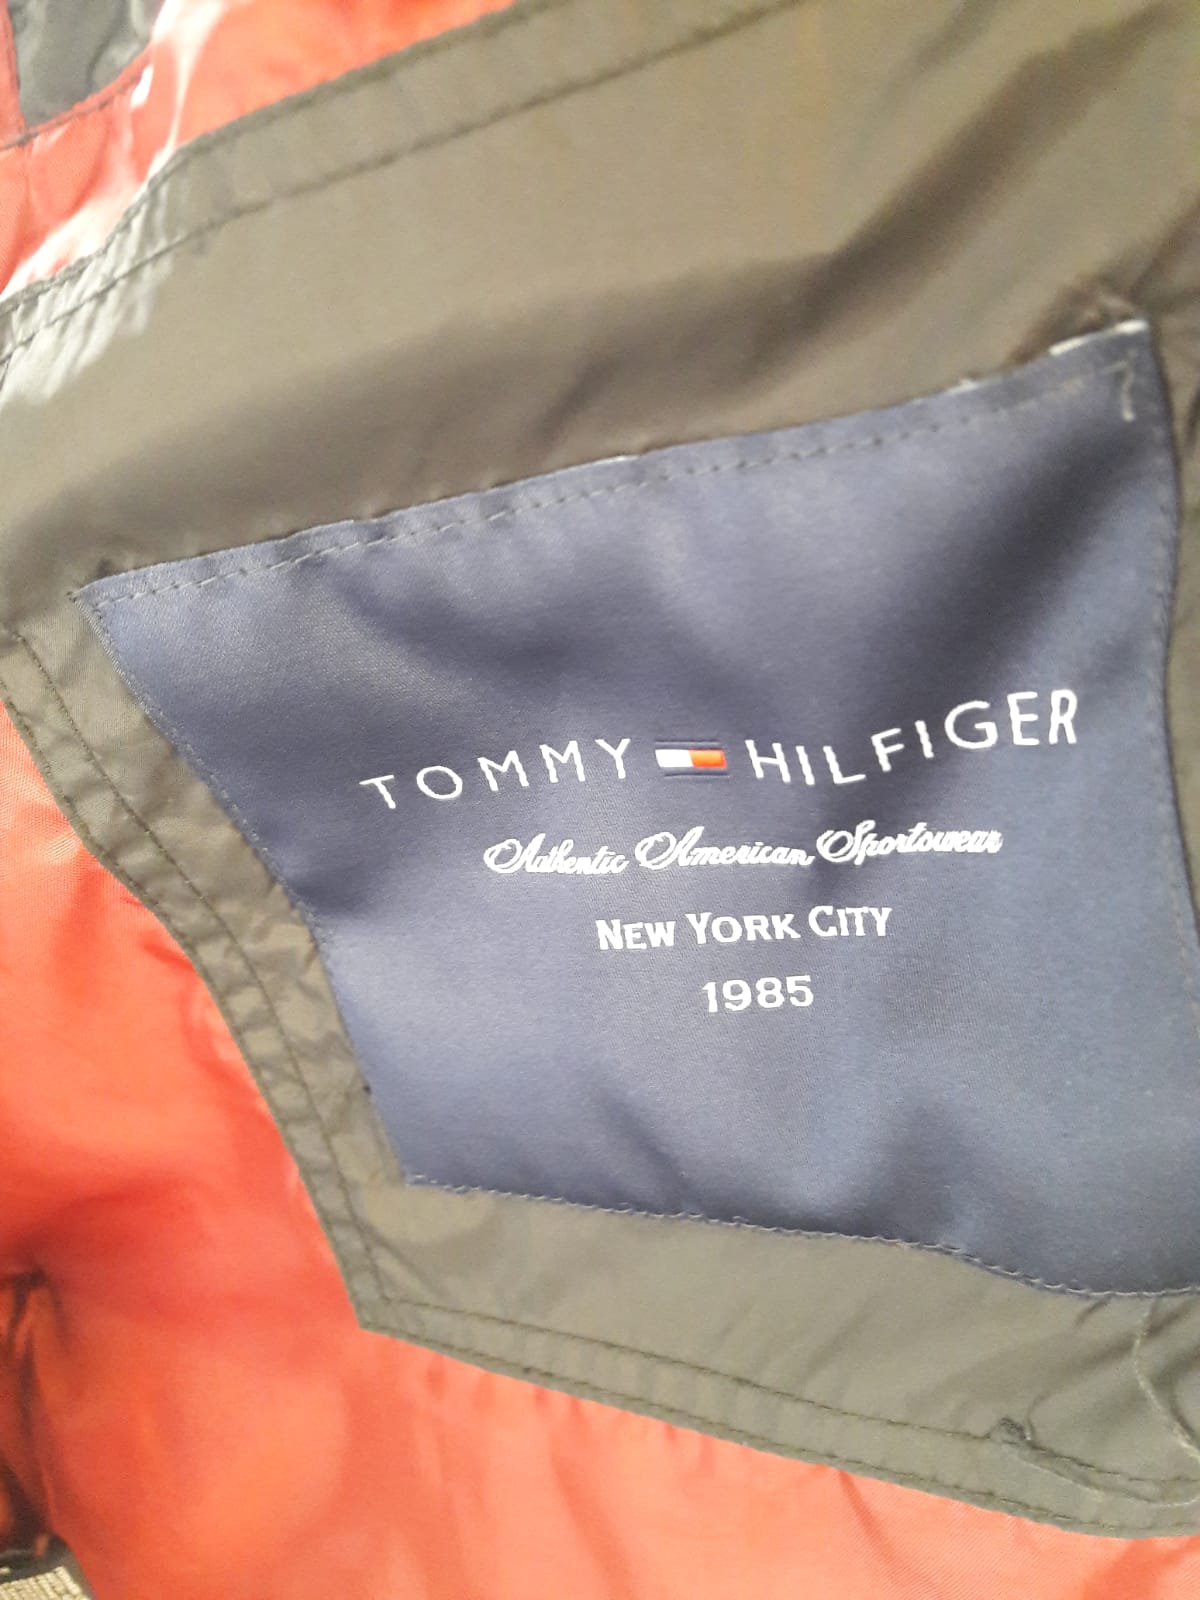 TOMMY HILFIGER
Authentic American Sportswear
NEW YORK CITY
1985